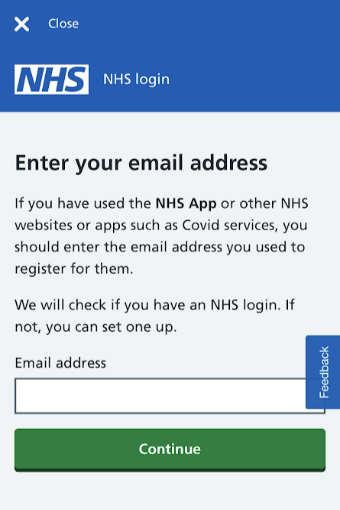 Close
NHS NHS login
Enter your email address
If you have used the NHS App or other NHS
websites or apps such as Covid services, you
should enter the email address you used to
register for them.
We will check if you have an NHS login. If
not, you can set one up.
Email address
Feedback
Continue